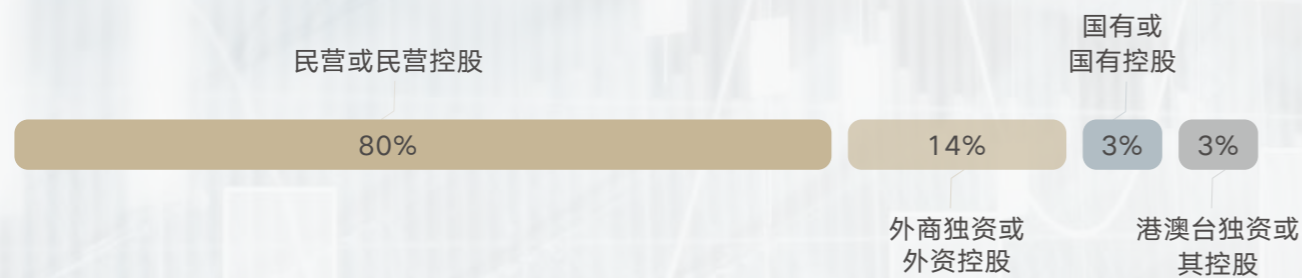 国有或
国有控股
民营或民营控股
80%
14%
3%
3%
外商独资或
外资控股
港澳台独资或
其控股